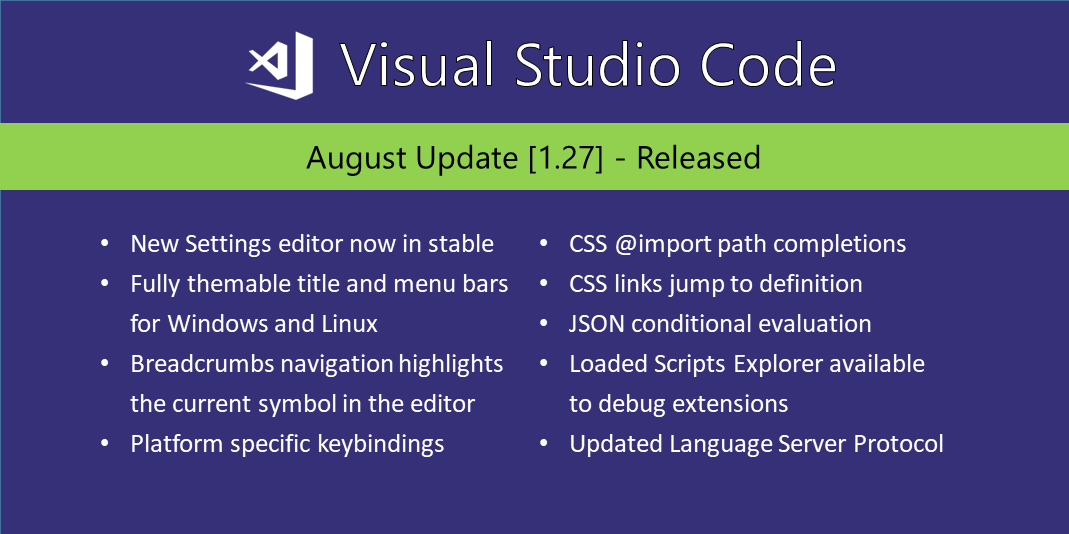 Visual Studio Code
August Update [1.27] - Released
• New Settings editor now in stable
• Fully themable title and menu bars
for Windows and Linux
• Breadcrumbs navigation highlights
the current symbol in the editor
• Platform specific keybindings
• CSS @import path completions
• CSS links jump to definition
• JSON conditional evaluation
• Loaded Scripts Explorer available
to debug extensions
• Updated Language Server Protocol